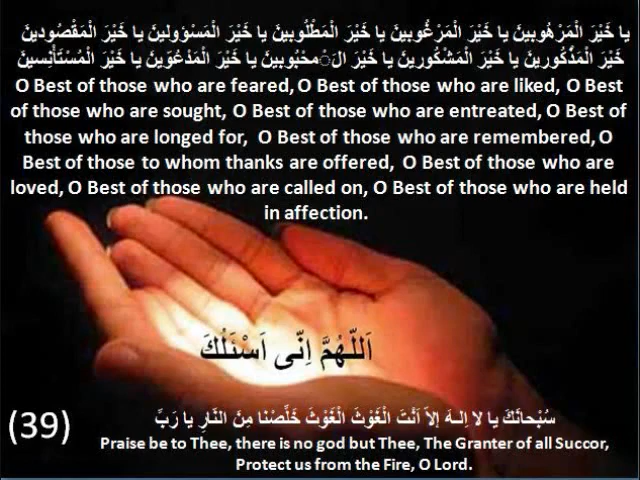 يا خَيْرَ الْمَرْهُوبينَ يا خَيْرَ الْمَرْغُوبينَ يا خَيْرَ الْمَطْلُوبينَ يا خَيْرَ الْمَسْؤولينَ يا خَيْرَ الْمَقْصُودينَ
خَيْرَ الْمَذْكُورينَ يا خَيْرَ الْمَشْكُورينَ يا خَيْرَ الَْمحْبُوبينَ يا خَيْرَ الْمَدْعُوّينَ يا خَيْرَ الْمُسْتَأْنِسينَ
O Best of those who are feared, O Best of those who are liked, O Best
of those who are sought, O Best of those who are entreated, O Best of
those who are longed for, O Best of those who are remembered, O
Best of those to whom thanks are offered, O Best of those who are
loved, O Best of those who are called on, O Best of those who are held
in affection.
اَللّهُمَّ اِنّى اَسْئَلُكَ
سُبْحانَكَ يا لا اِلـهَ إلاّ اَنْتَ الْغَوْثَ الْغَوْثَ خَلِّصْنا مِنَ النّارِ يا رَبِّ
(39)
Praise be to Thee, there is no god but Thee, The Granter of all Succor,
Protect us from the Fire, O Lord.